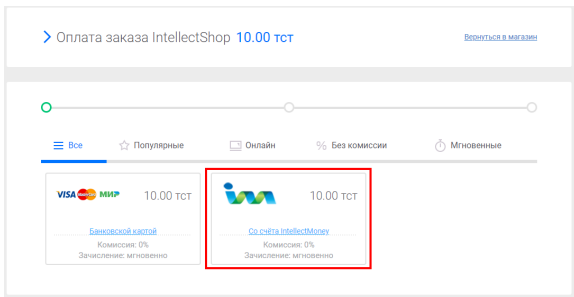 Оплата заказа IntellectShop 10.00 тст
Вернуться в магазин
Все
Популярные
Онлайн
% Без комиссии
Мгновенные
VISA МИР 10.00 тст
10.00 тст
Банковской картой
Комиссия: 0%
Зачисление: мгновенно
Со счёта IntellectMoney
Комиссия: 0%
Зачисление: мгновенно